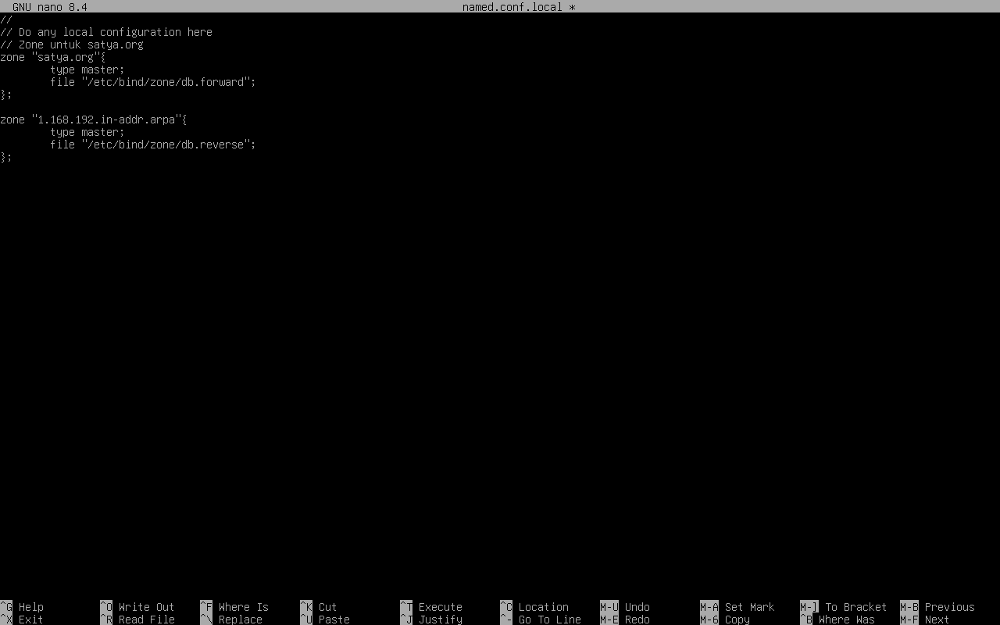 GNU nano 8.4 named.conf.local *
//
// Do any local configuration here
// Zone untuk satya.org
zone "satya.org"{
        type master;
        file "/etc/bind/zone/db.forward";
};

zone "1.168.192.in-addr.arpa"{
        type master;
        file "/etc/bind/zone/db.reverse";
};
^G Help ^O Write Out ^F Where Is ^K Cut ^T Execute ^C Location M-U Undo M-A Set Mark M-] To Bracket M-B Previous
^X Exit ^R Read File ^\ Replace ^U Paste ^J Justify ^- Go To Line M-E Redo M-6 Copy ^B Where Was M-F Next